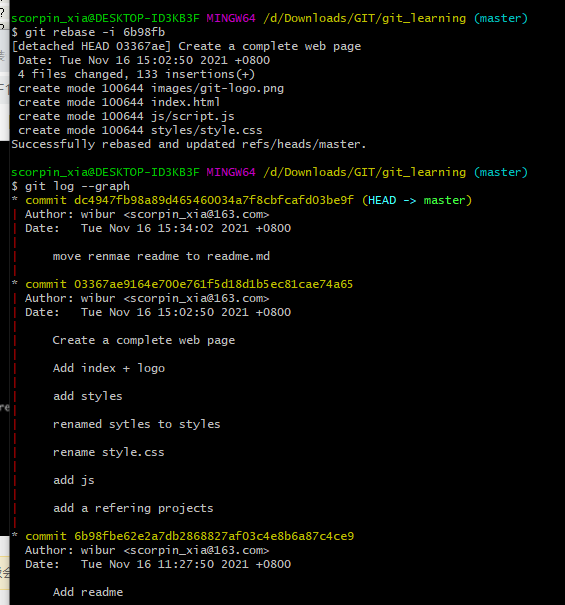 scorpin_xia@DESKTOP-ID3KB3F MINGW64 /d/Downloads/GIT/git_learning (master)
$ git rebase -i 6b98fb
[detached HEAD 03367ae] Create a complete web page
Date: Tue Nov 16 15:02:50 2021 +0800
4 files changed, 133 insertions(+)
create mode 100644 images/git-logo.png
create mode 100644 index.html
create mode 100644 js/script.js
create mode 100644 styles/style.css
Successfully rebased and updated refs/heads/master.
scorpin_xia@DESKTOP-ID3KB3F MINGW64 /d/Downloads/GIT/git_learning (master)
$ git log --graph
* commit dc4947fb98a89d465460034a7f8cbfcafd03be9f (HEAD -> master)
| Author: wibur <scorpin_xia@163.com>
| Date:   Tue Nov 16 15:34:02 2021 +0800
|
|     move renmae readme to readme.md
|
* commit 03367ae9164e700e761f5d18d1b5ec81cae74a65
| Author: wibur <scorpin_xia@163.com>
| Date:   Tue Nov 16 15:02:50 2021 +0800
|
|     Create a complete web page
|
|     Add index + logo
|
|     add styles
|
|     renamed sytles to styles
|
|     rename style.css
|
|     add js
|
|     add a refering projects
|
* commit 6b98fbe62e2a7db2868827af03c4e8b6a87c4ce9
Author: wibur <scorpin_xia@163.com>
Date:   Tue Nov 16 11:27:50 2021 +0800
Add readme